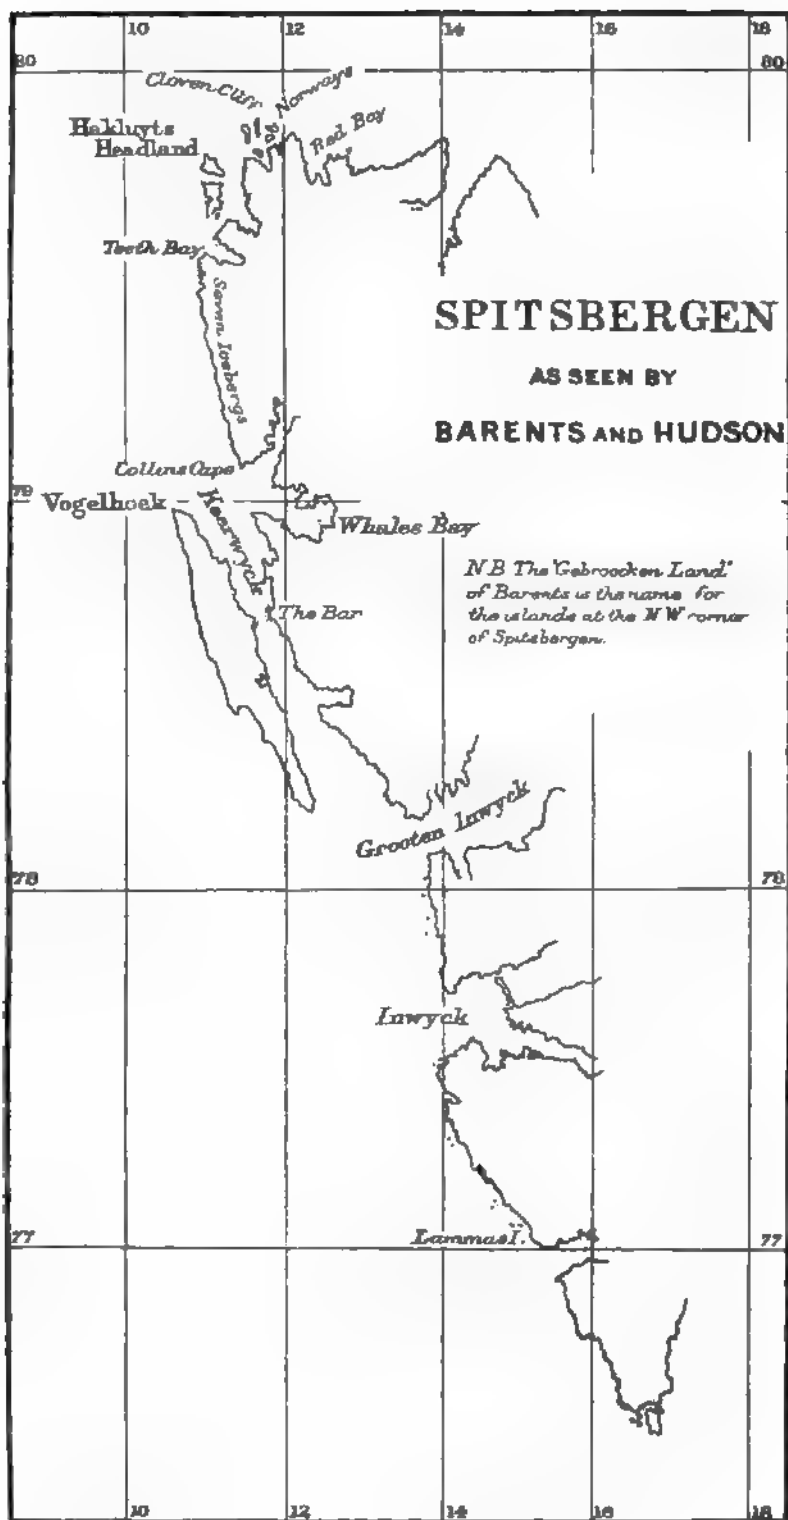 10 12 14 16 18
80 80
Cloven Cliff
Norways
Red Bay
Hakluyts
Headland
Teeth Bay
Seven Icebergs
SPITSBERGEN
AS SEEN BY
BARENTS AND HUDSON
Collins Cape
79
Vogelhoek
Keerwyck
Whales Bay
NB The "Gebroocken Land"
of Barents is the name for
the islands at the NW corner
of Spitsbergen.
The Bar
Grooten Inwyck
78 78
Inwyck
Lammas I.
77 77
10 12 14 16 18